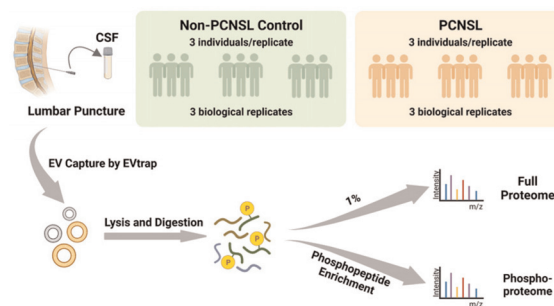 CSF
Lumbar Puncture
Non-PCNSL Control
3 individuals/replicate
3 biological replicates
PCNSL
3 individuals/replicate
3 biological replicates
EV Capture by EVtrap
Lysis and Digestion
P
P
P
1%
Phosphopeptide
Enrichment
Intensity
m/z
Full
Proteome
Intensity
m/z
Phospho-
proteome